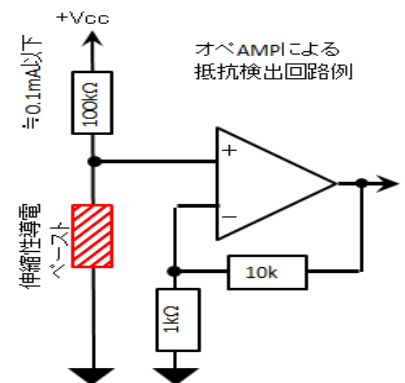 +Vcc
≒0.1mA以下
100kΩ
オペAMPによる
抵抗検出回路例
+
−
伸縮性導電
ペースト
10k
1kΩ